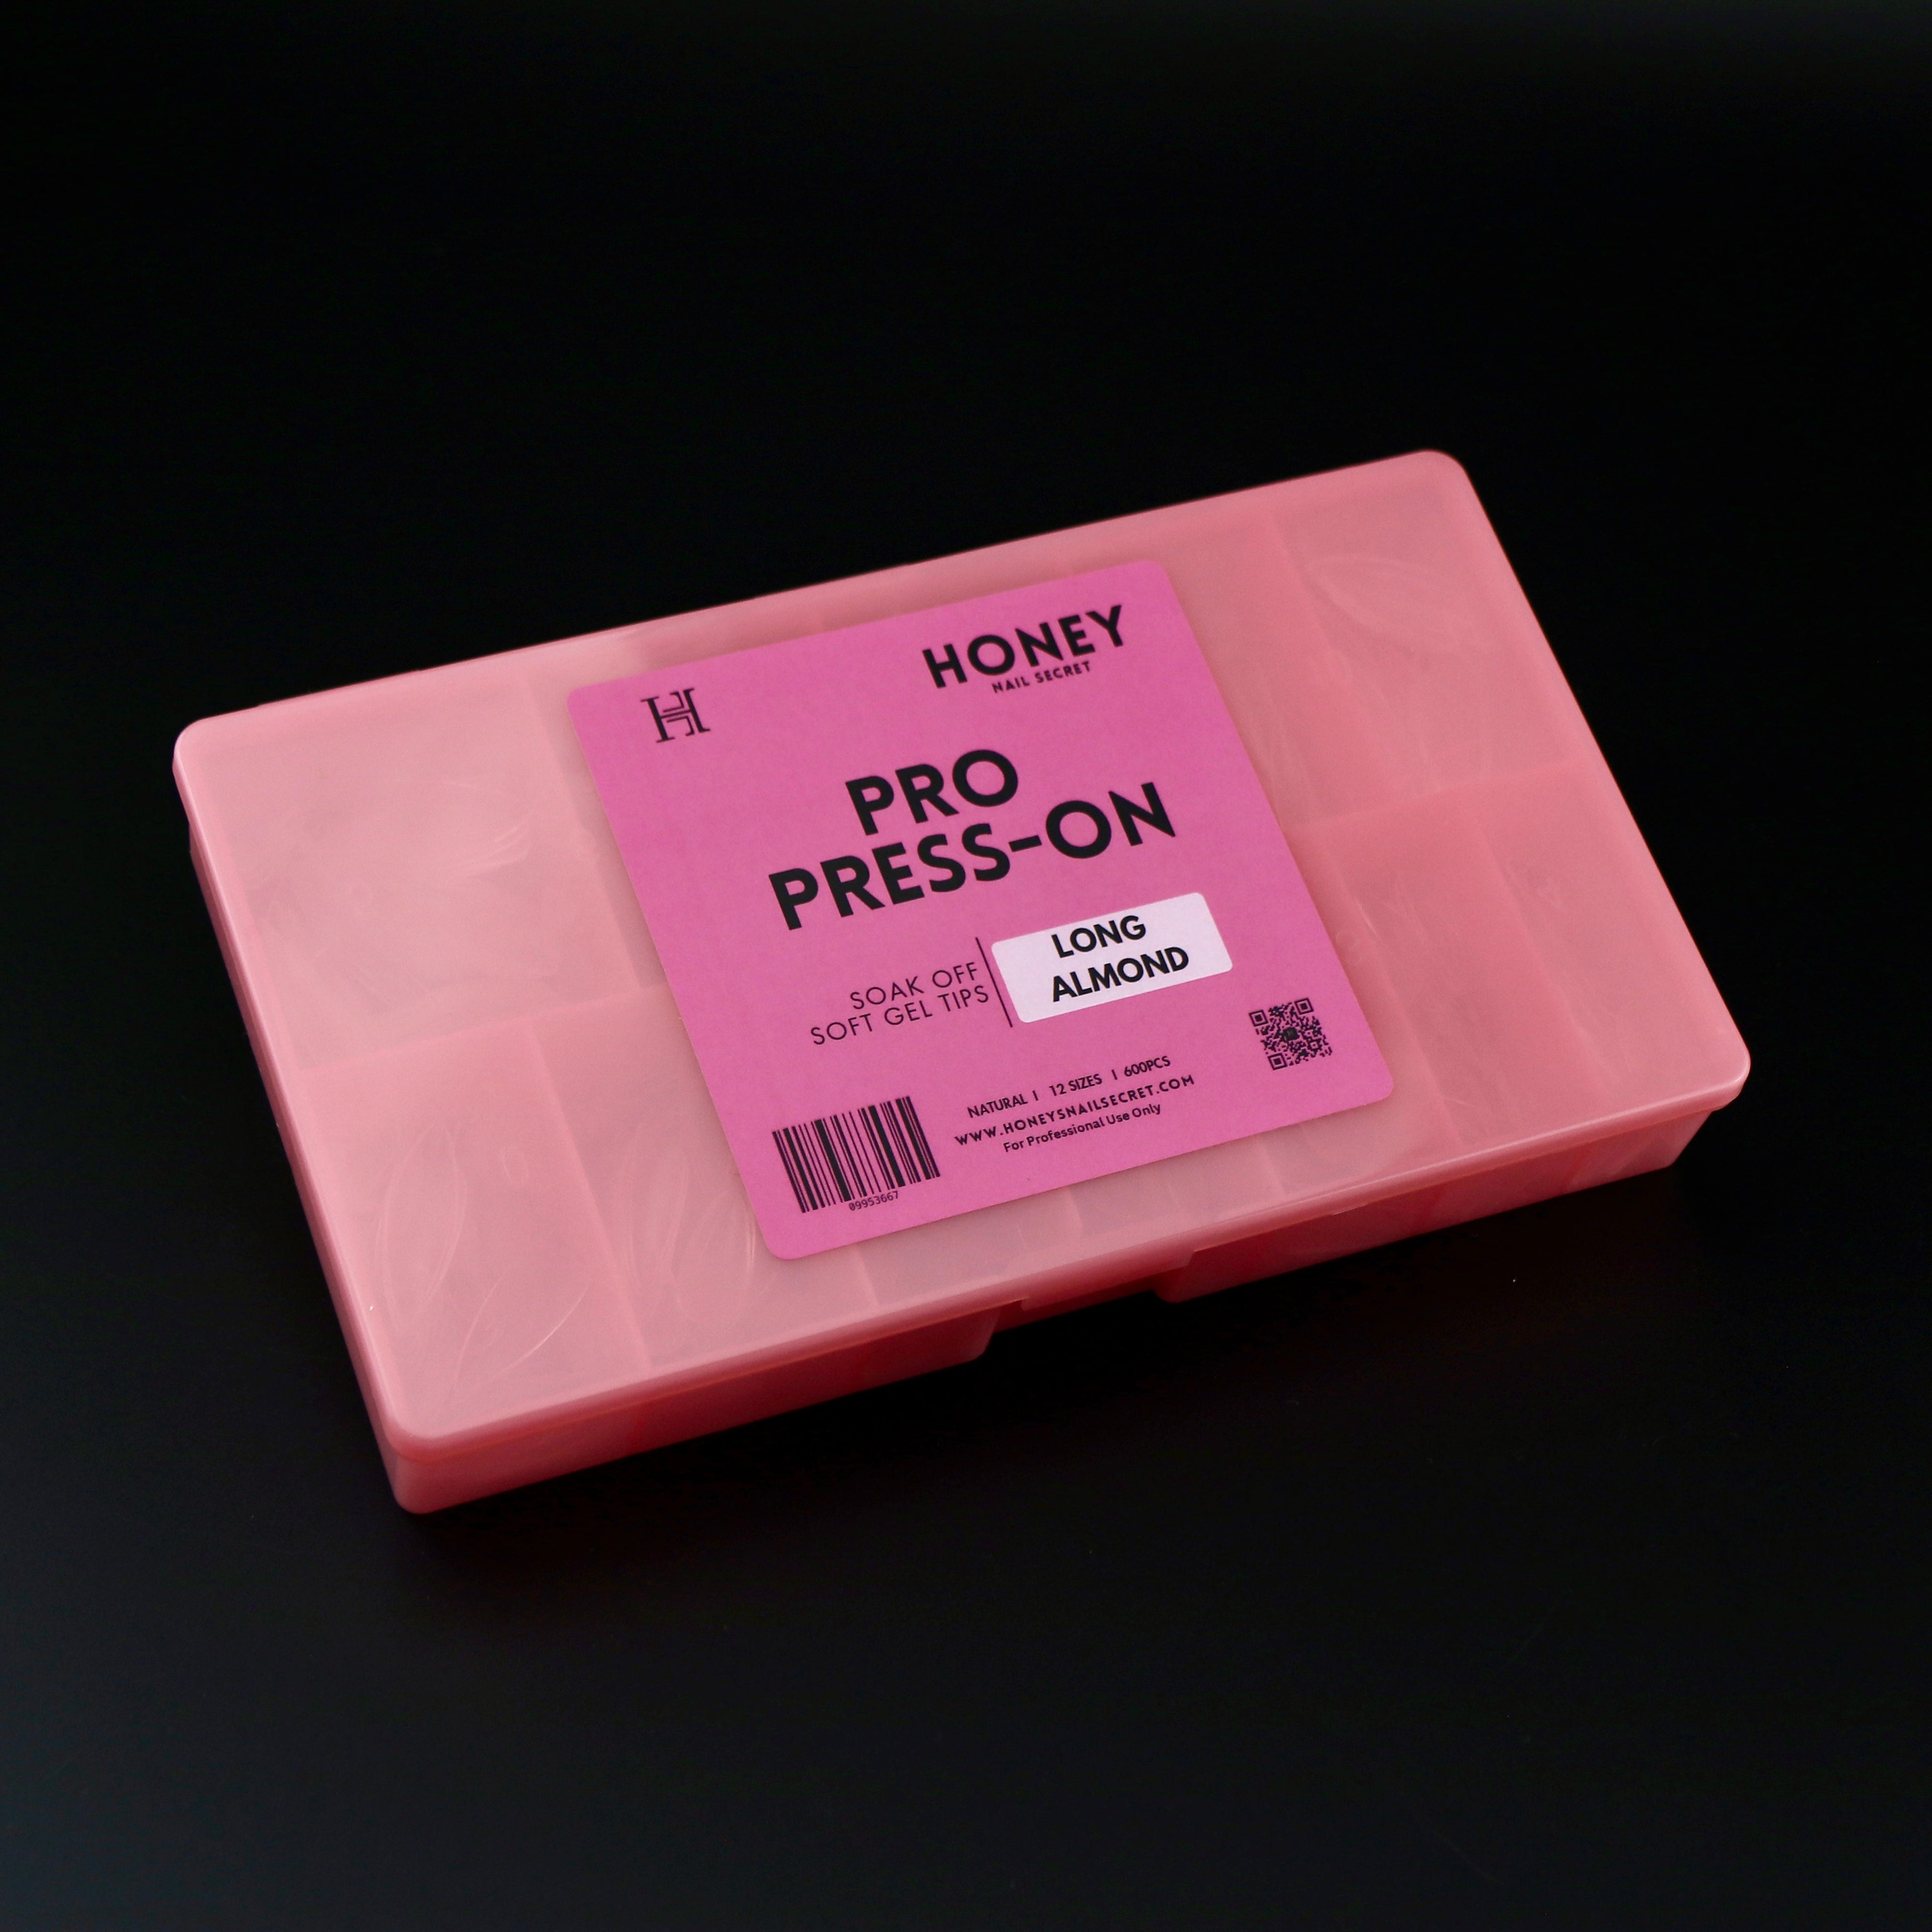 H
HONEY
NAIL SECRET
PRO
PRESS-ON
SOAK OFF
SOFT GEL TIPS
LONG
ALMOND
NATURAL | 12 SIZES | 600PCS
WWW.HONEYSNAILSECRET.COM
For Professional Use Only
09953667